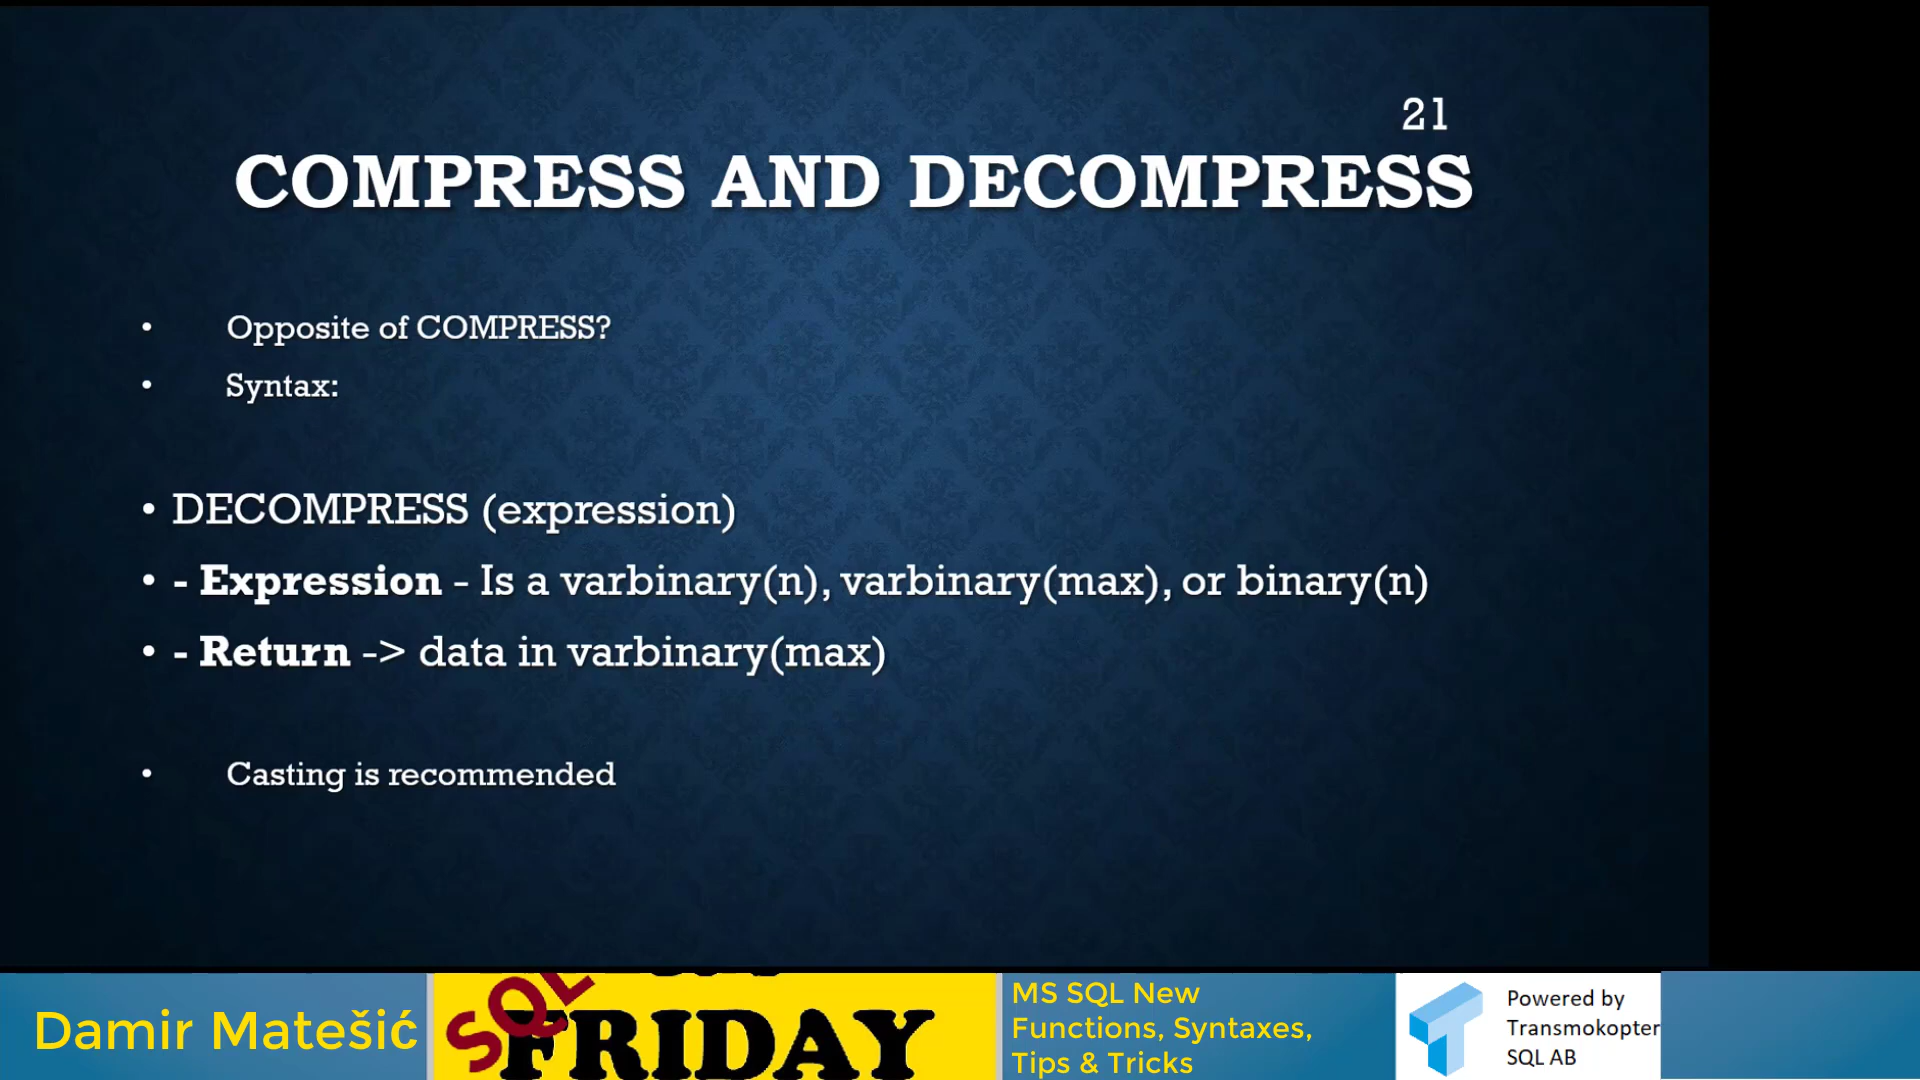 21
COMPRESS AND DECOMPRESS
• Opposite of COMPRESS?
• Syntax:
• DECOMPRESS (expression)
• - Expression - Is a varbinary(n), varbinary(max), or binary(n)
• - Return -> data in varbinary(max)
• Casting is recommended
Damir Matešić
SQL
FRIDAY
MS SQL New
Functions, Syntaxes,
Tips & Tricks
Powered by
Transmokopter
SQL AB